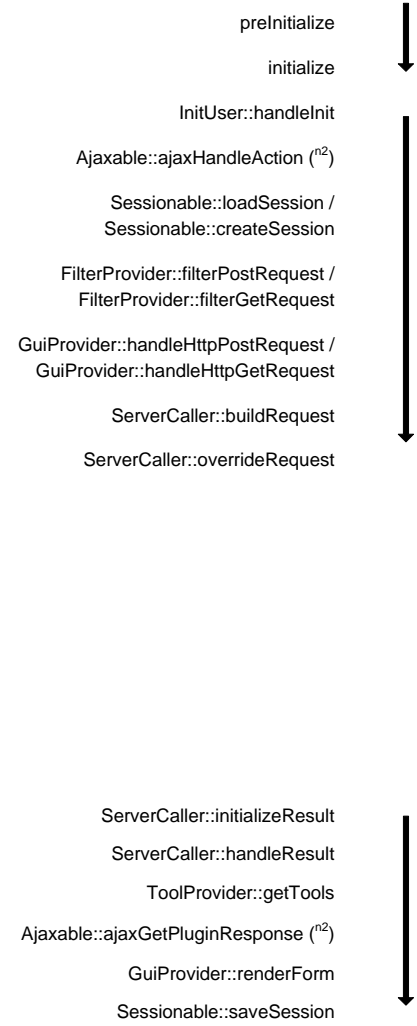 preInitialize
initialize
InitUser::handleInit
Ajaxable::ajaxHandleAction (n2)
Sessionable::loadSession /
Sessionable::createSession
FilterProvider::filterPostRequest /
FilterProvider::filterGetRequest
GuiProvider::handleHttpPostRequest /
GuiProvider::handleHttpGetRequest
ServerCaller::buildRequest
ServerCaller::overrideRequest
ServerCaller::initializeResult
ServerCaller::handleResult
ToolProvider::getTools
Ajaxable::ajaxGetPluginResponse (n2)
GuiProvider::renderForm
Sessionable::saveSession